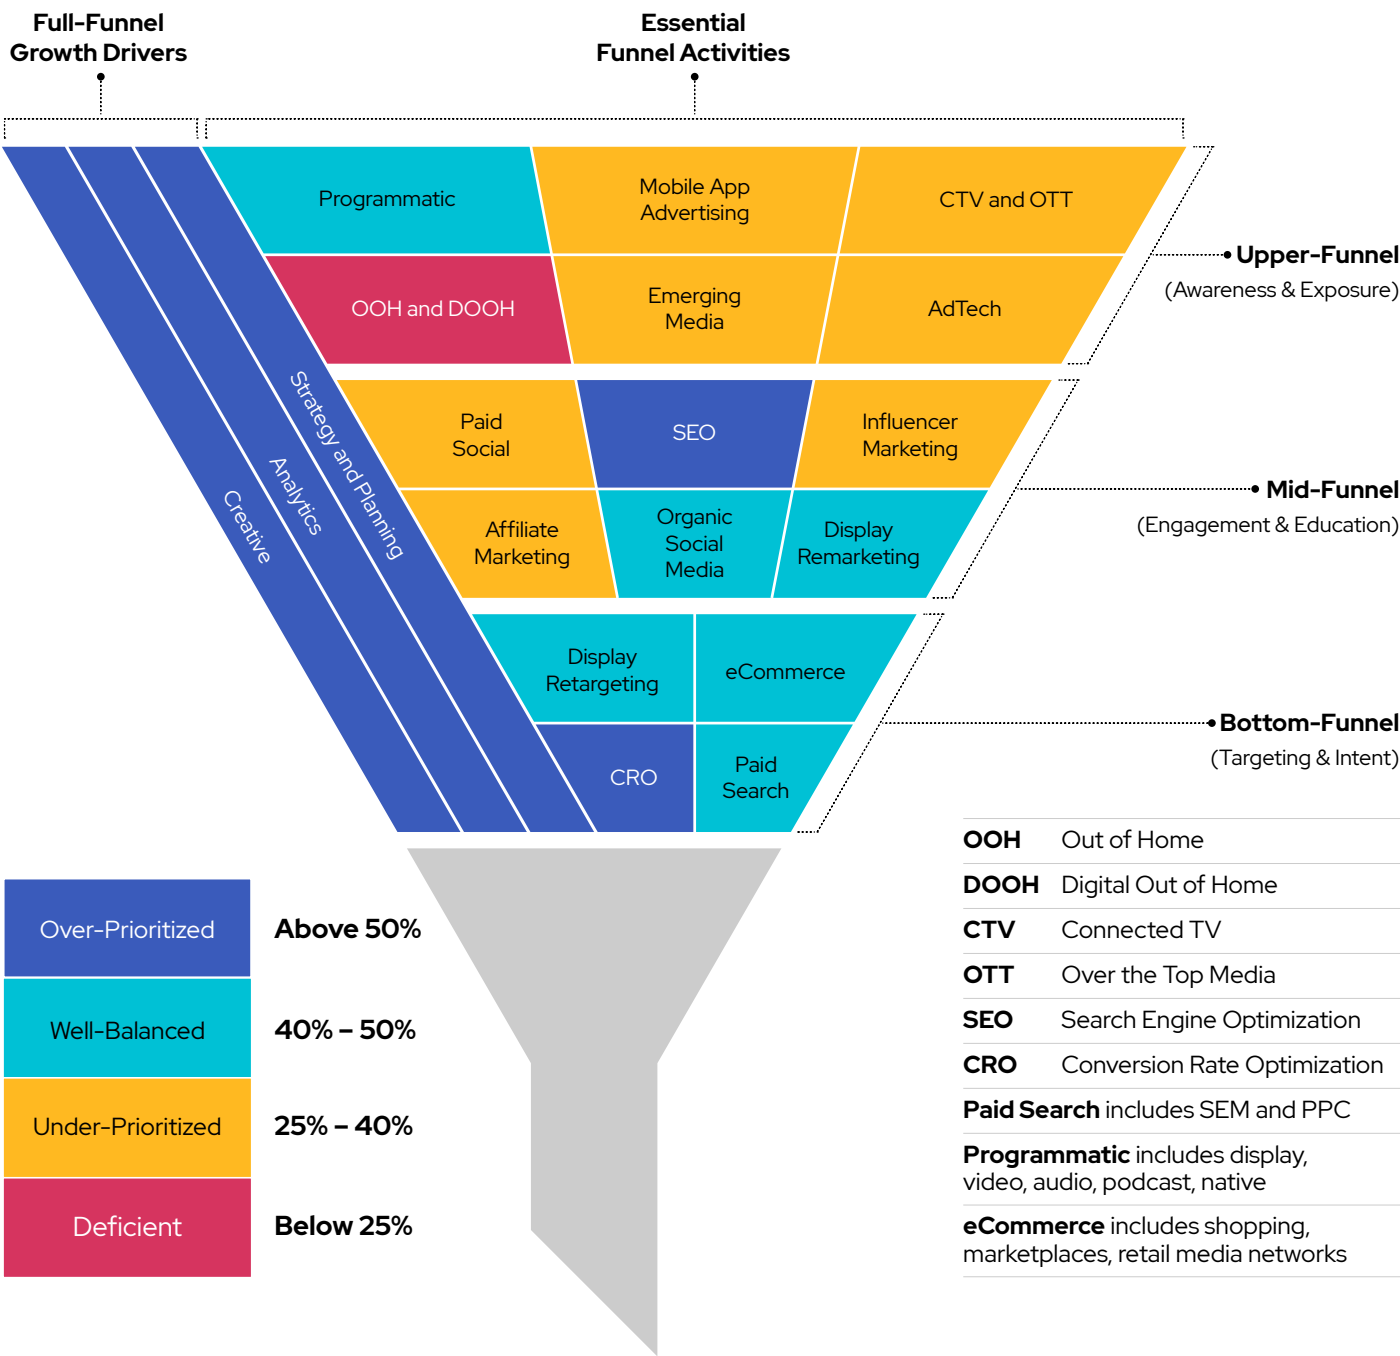 Full-Funnel
Growth Drivers
Essential
Funnel Activities
Programmatic
Mobile App
Advertising
CTV and OTT
OOH and DOOH
Emerging
Media
AdTech
Upper-Funnel
(Awareness & Exposure)
Creative
Analytics
Strategy and Planning
Paid
Social
SEO
Influencer
Marketing
Affiliate
Marketing
Organic
Social
Media
Display
Remarketing
Mid-Funnel
(Engagement & Education)
Display
Retargeting
eCommerce
CRO
Paid
Search
Bottom-Funnel
(Targeting & Intent)
Over-Prioritized Above 50%
Well-Balanced 40% – 50%
Under-Prioritized 25% – 40%
Deficient Below 25%
OOH Out of Home
DOOH Digital Out of Home
CTV Connected TV
OTT Over the Top Media
SEO Search Engine Optimization
CRO Conversion Rate Optimization
Paid Search includes SEM and PPC
Programmatic includes display,
video, audio, podcast, native
eCommerce includes shopping,
marketplaces, retail media networks